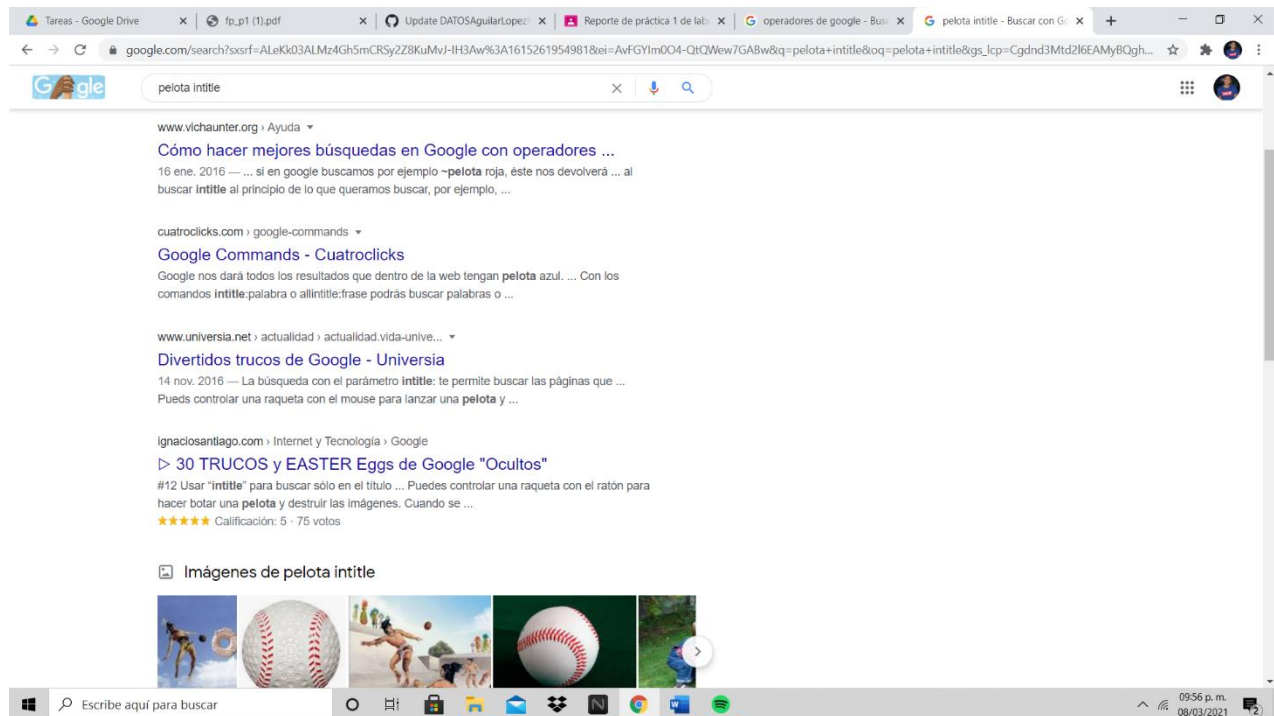 Tareas - Google Drive
fp_p1 (1).pdf
Update DATOSAguilarLopez
Reporte de práctica 1 de lab
operadores de google - Bus
pelota intitle - Buscar con Go
google.com/search?sxsrf=ALeKk03ALMz4Gh5mCRSy2Z8KuMvJ-IH3Aw%3A1615261954981&ei=AvFGYIm0O4-QtQWew7GABw&q=pelota+intitle&oq=pelota+intitle&gs_lcp=Cgdnd3Mtd2l6EAMyBQgh...
G gle
pelota intitle
www.vichaunter.org › Ayuda
Cómo hacer mejores búsquedas en Google con operadores ...
16 ene. 2016 — ... si en google buscamos por ejemplo ~pelota roja, éste nos devolverá ... al
buscar intitle al principio de lo que queramos buscar, por ejemplo, ...
cuatroclicks.com › google-commands
Google Commands - Cuatroclicks
Google nos dará todos los resultados que dentro de la web tengan pelota azul. ... Con los
comandos intitle:palabra o allintitle:frase podrás buscar palabras o ...
www.universia.net › actualidad › actualidad.vida-unive...
Divertidos trucos de Google - Universia
14 nov. 2016 — La búsqueda con el parámetro intitle: te permite buscar las páginas que ...
Pueds controlar una raqueta con el mouse para lanzar una pelota y ...
ignaciosantiago.com › Internet y Tecnología › Google
▷ 30 TRUCOS y EASTER Eggs de Google "Ocultos"
#12 Usar “intitle” para buscar sólo en el título ... Puedes controlar una raqueta con el ratón para
hacer botar una pelota y destruir las imágenes. Cuando se ...
Calificación: 5 · 75 votos
Imágenes de pelota intitle
Escribe aquí para buscar
09:56 p. m.
08/03/2021
2